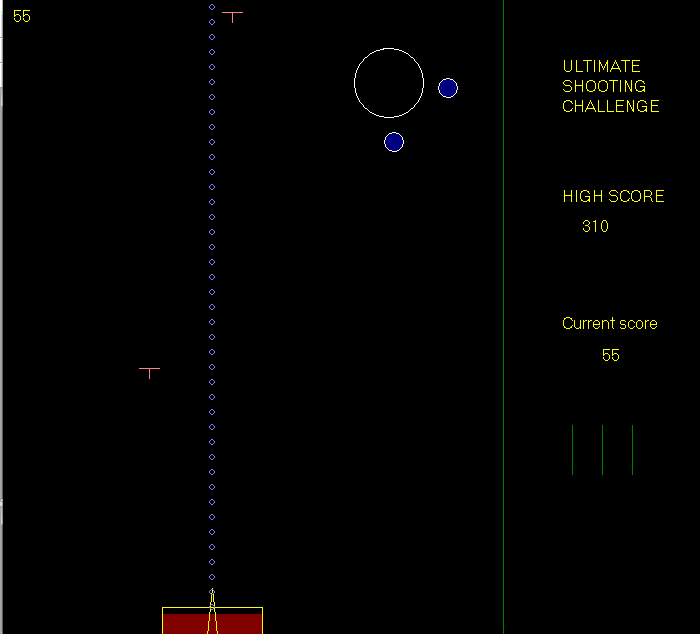 55
ULTIMATE
SHOOTING
CHALLENGE
HIGH SCORE
310
Current score
55